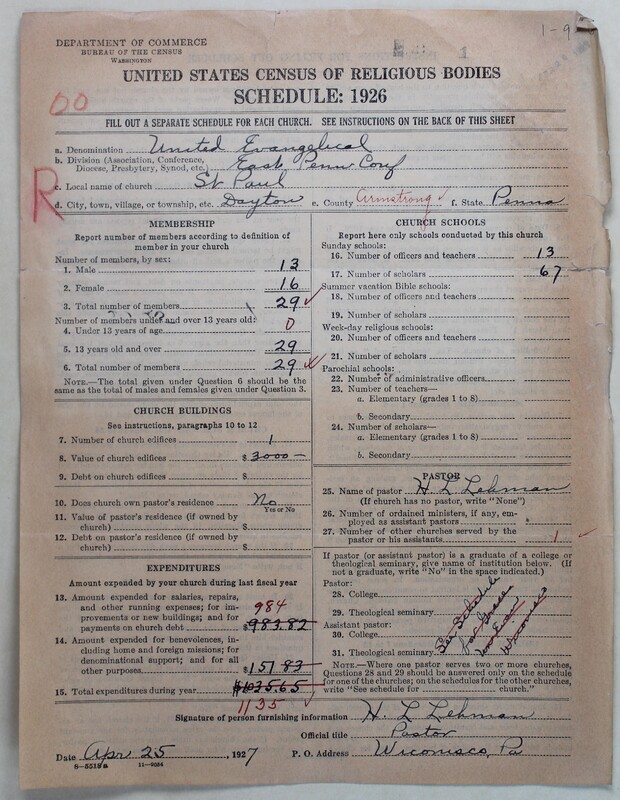 1-9
DEPARTMENT OF COMMERCE
BUREAU OF THE CENSUS
WASHINGTON
1
UNITED STATES CENSUS OF RELIGIOUS BODIES
SCHEDULE: 1926
00
FILL OUT A SEPARATE SCHEDULE FOR EACH CHURCH. SEE INSTRUCTIONS ON THE BACK OF THIS SHEET
R
a. Denomination United Evangelical
b. Division (Association, Conference, Diocese, Presbytery, Synod, etc.) East Penn Conf
c. Local name of church St Paul
d. City, town, village, or township, etc. Dayton e. County Armstrong ✓ f. State Penna
MEMBERSHIP
Report number of members according to definition of
member in your church
Number of members, by sex:
1. Male 13
2. Female 16
3. Total number of members 29 ✓
Number of members under and over 13 years old:
4. Under 13 years of age 0
5. 13 years old and over 29
6. Total number of members 29 ✓
NOTE.—The total given under Question 6 should be
the same as the total of males and females given under Question 3.
CHURCH BUILDINGS
See instructions, paragraphs 10 to 12
7. Number of church edifices 1
8. Value of church edifices $ 3000 —
9. Debt on church edifices $
10. Does church own pastor's residence No
Yes or No
11. Value of pastor's residence (if owned by
church) $
12. Debt on pastor's residence (if owned by
church) $
EXPENDITURES
Amount expended by your church during last fiscal year
13. Amount expended for salaries, repairs,
and other running expenses; for im-
provements or new buildings; and for
payments on church debt 984 $ 983.82
14. Amount expended for benevolences, in-
cluding home and foreign missions; for
denominational support; and for all
other purposes $ 151 83
15. Total expenditures during year $1035.65
1135 ✓
CHURCH SCHOOLS
Report here only schools conducted by this church
Sunday schools:
16. Number of officers and teachers 13
17. Number of scholars 67
Summer vacation Bible schools:
18. Number of officers and teachers
19. Number of scholars
Week-day religious schools:
20. Number of officers and teachers
21. Number of scholars
Parochial schools:
22. Number of administrative officers
23. Number of teachers—
a. Elementary (grades 1 to 8)
b. Secondary
24. Number of scholars—
a. Elementary (grades 1 to 8)
b. Secondary
PASTOR
25. Name of pastor H. L Lehman
(If church has no pastor, write "None")
26. Number of ordained ministers, if any, em-
ployed as assistant pastors
27. Number of other churches served by the
pastor or his assistants 1 ✓
If pastor (or assistant pastor) is a graduate of a college or
theological seminary, give name of institution below. (If
not a graduate, write "No" in the space indicated.)
Pastor:
28. College
29. Theological seminary
Assistant pastor:
30. College
31. Theological seminary
See Schedule
for Grace
Wiconisco
NOTE.—Where one pastor serves two or more churches,
Questions 28 and 29 should be answered only on the schedule
for one of the churches; on the schedules for the other churches,
write "See schedule for ........ church."
Signature of person furnishing information H. L Lehman
Official title Pastor
Date Apr 25, 1927 P. O. Address Wiconisco, Pa
8-5519a 11-9054